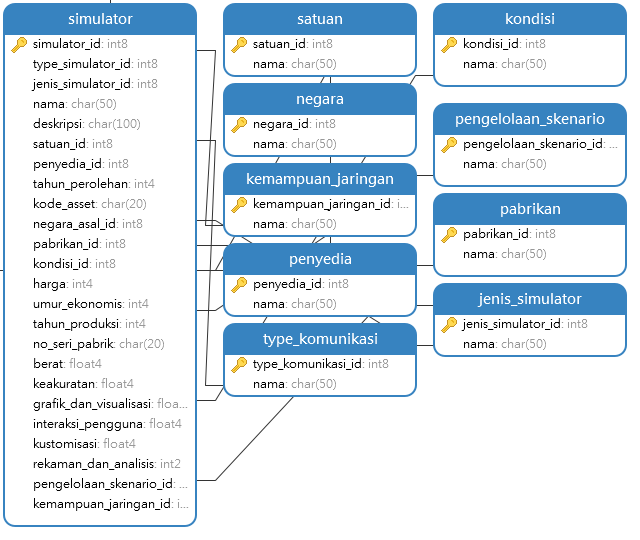 simulator
simulator_id: int8
type_simulator_id: int8
jenis_simulator_id: int8
nama: char(50)
deskripsi: char(100)
satuan_id: int8
penyedia_id: int8
tahun_perolehan: int4
kode_asset: char(20)
negara_asal_id: int8
pabrikan_id: int8
kondisi_id: int8
harga: int4
umur_ekonomis: int4
tahun_produksi: int4
no_seri_pabrik: char(20)
berat: float4
keakuratan: float4
grafik_dan_visualisasi: floa...
interaksi_pengguna: float4
kustomisasi: float4
rekaman_dan_analisis: int2
pengelolaan_skenario_id: ...
kemampuan_jaringan_id: i...
satuan
satuan_id: int8
nama: char(50)
negara
negara_id: int8
nama: char(50)
kemampuan_jaringan
kemampuan_jaringan_id: i...
nama: char(50)
penyedia
penyedia_id: int8
nama: char(50)
type_komunikasi
type_komunikasi_id: int8
nama: char(50)
kondisi
kondisi_id: int8
nama: char(50)
pengelolaan_skenario
pengelolaan_skenario_id: ...
nama: char(50)
pabrikan
pabrikan_id: int8
nama: char(50)
jenis_simulator
jenis_simulator_id: int8
nama: char(50)